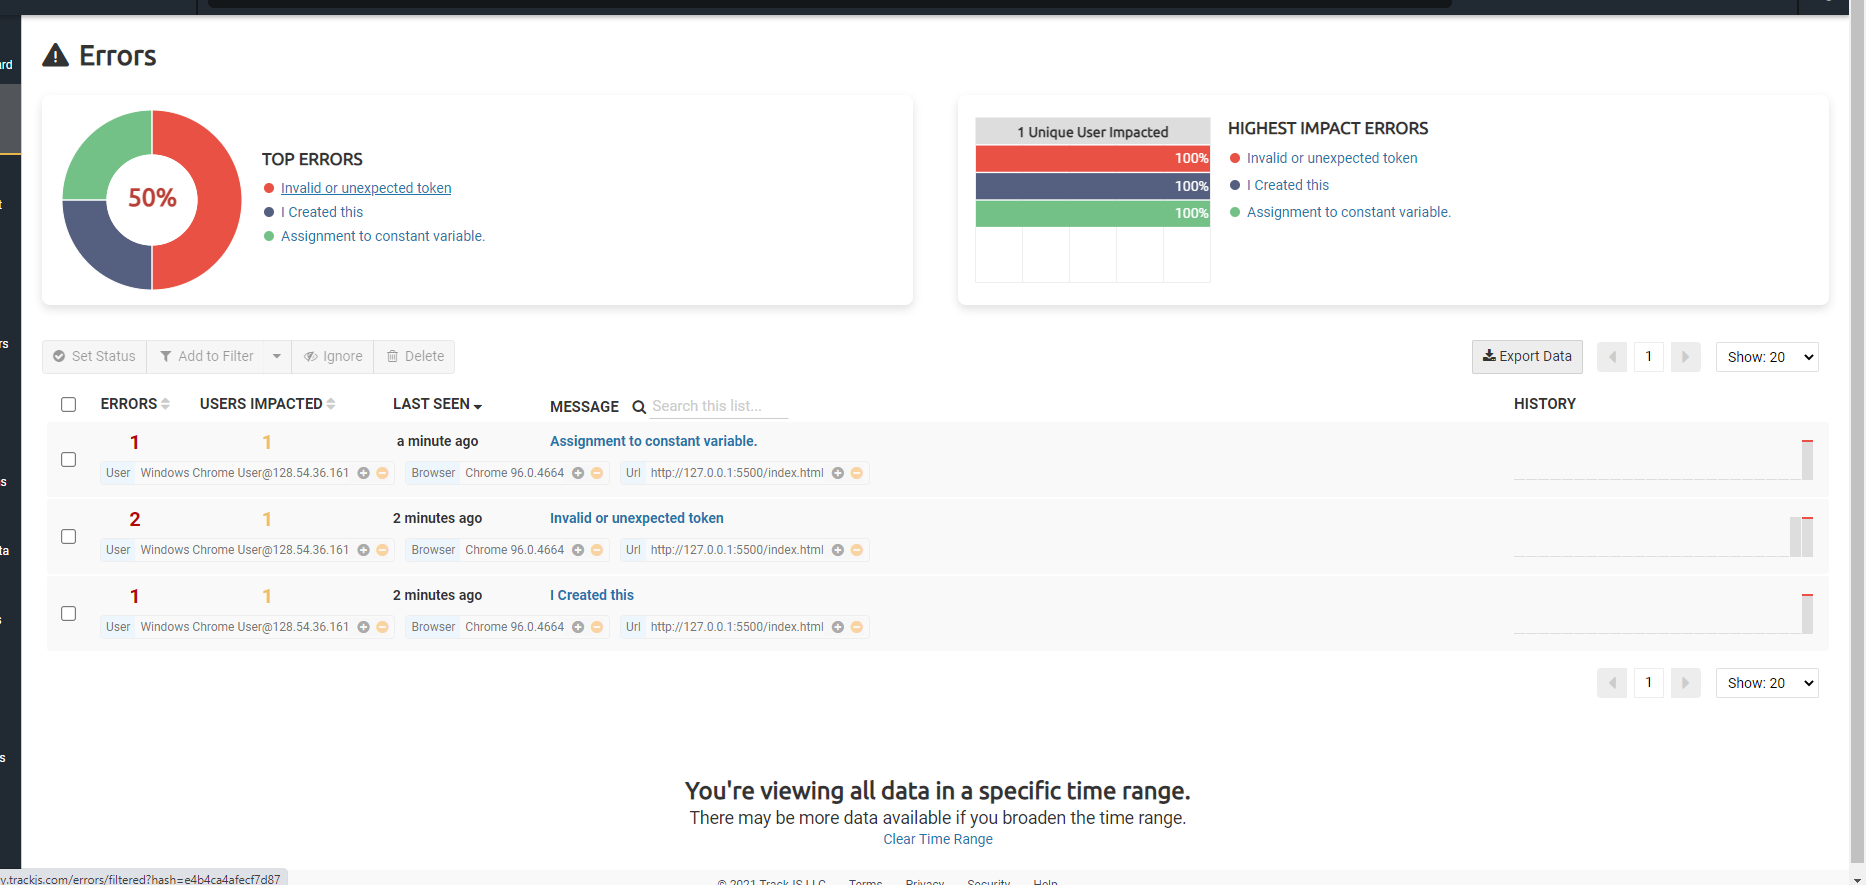 rd
Errors
50%
TOP ERRORS
Invalid or unexpected token
I Created this
Assignment to constant variable.
1 Unique User Impacted
100%
100%
100%
HIGHEST IMPACT ERRORS
Invalid or unexpected token
I Created this
Assignment to constant variable.
t
rs
s
ta
s
s
Set Status Add to Filter Ignore Delete
Export Data 1 Show: 20
ERRORS USERS IMPACTED LAST SEEN MESSAGE Search this list... HISTORY
1 1 a minute ago Assignment to constant variable.
User Windows Chrome User@128.54.36.161 Browser Chrome 96.0.4664 Url http://127.0.0.1:5500/index.html
2 1 2 minutes ago Invalid or unexpected token
User Windows Chrome User@128.54.36.161 Browser Chrome 96.0.4664 Url http://127.0.0.1:5500/index.html
1 1 2 minutes ago I Created this
User Windows Chrome User@128.54.36.161 Browser Chrome 96.0.4664 Url http://127.0.0.1:5500/index.html
1 Show: 20
You're viewing all data in a specific time range.
There may be more data available if you broaden the time range.
Clear Time Range
y.trackjs.com/errors/filtered?hash=e4b4ca4afecf7d87
© 2021 TrackJS LLC Terms Privacy Security Help